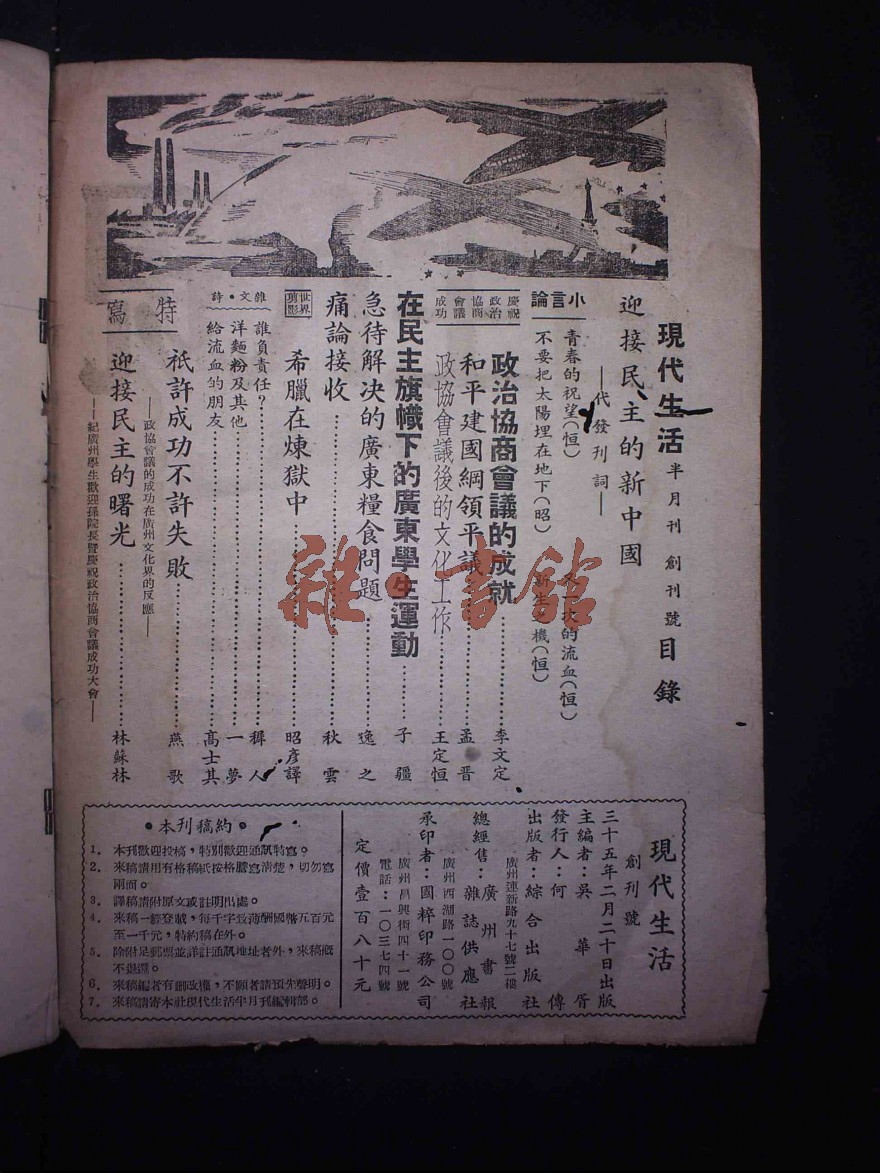 現代生活 半月刊 創刊號 目錄
迎接民主的新中國
——代發刊詞——
小言論
青春的祝望(恒)
的流血(恒)
不要把太陽埋在地下(昭)
機(恒)
慶祝政治協商會議成功
政治協商會議的成就……李文定
和平建國綱領平議……孟晋
政協會議後的文化工作……王定恒
在民主旗幟下的廣東學生運動……子疆
急待解决的廣東糧食問題……逸之
痛論接收……秋雲
世界剪影
希臘在煉獄中……昭彥譯
雜文・詩
誰負責任?……穉人
洋麵粉及其他……一夢
給流血的朋友……高士其
特寫
祇許成功不許失敗……燕歌
——政協會議的成功在廣州文化界的反應——
迎接民主的曙光……林蘇林
——紀廣州學生歡迎孫院長暨慶祝政治協商會議成功大會——
現代生活
創刊號
三十五年二月二十日出版
主編者:吳華胥
發行人:何傳
出版者:綜合出版社
廣州連新路九十七號二樓
總經售:廣州書報雜誌供應社
廣州西湖路一〇〇號
承印者:國粹印務公司
廣州昌興街四十一號
電話:一〇三七四號
定價壹百八十元
•本刊稿約•
1. 本刊歡迎投稿,特別歡迎通訊特寫。
2. 來稿請用有格稿紙按格謄寫清楚,切勿寫
兩面。
3. 譯稿請附原文或註明出處。
4. 來稿一經登載,每千字致薄酬國幣五百元
至一千元,特約稿在外。
5. 除附足郵票並詳註通訊地址者外,來稿概
不退還。
6. 來稿編者有刪改權,不願者請預先聲明。
7. 來稿請寄本社現代生活半月刊編輯部。
雜・書館